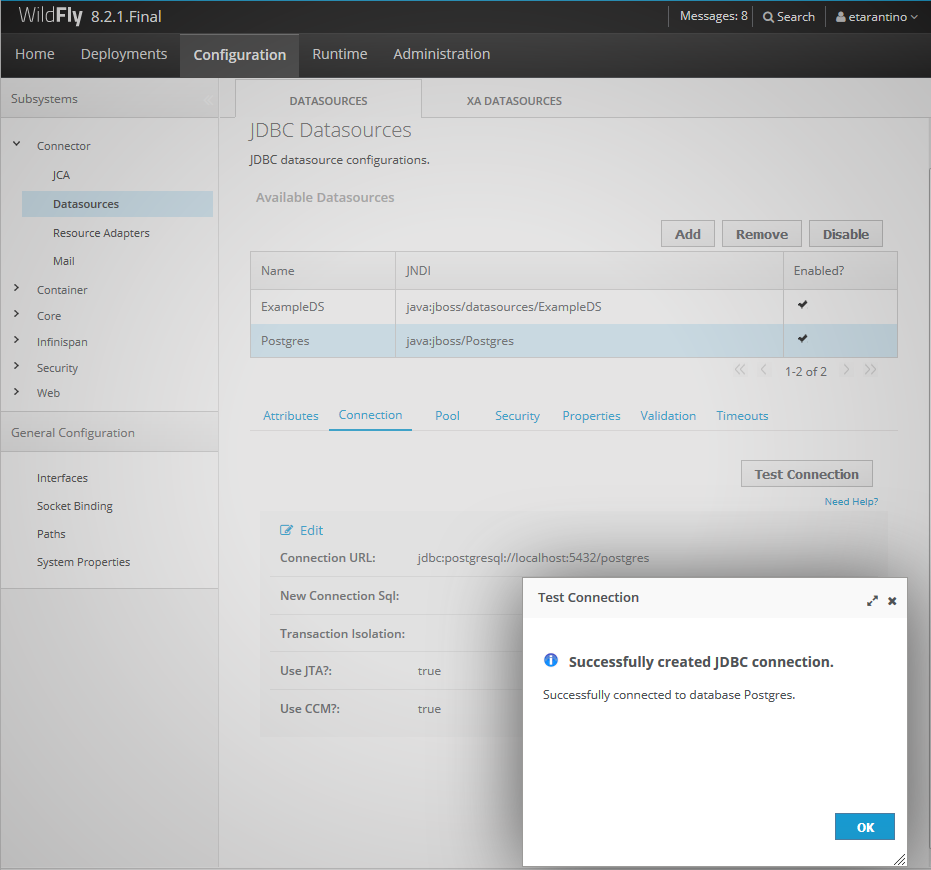 WildFly 8.2.1.Final
Messages: 8
Search
etarantino
Home Deployments Configuration Runtime Administration
Subsystems
Connector
JCA
Datasources
Resource Adapters
Mail
Container
Core
Infinispan
Security
Web
General Configuration
Interfaces
Socket Binding
Paths
System Properties
DATASOURCES XA DATASOURCES
JDBC Datasources
JDBC datasource configurations.
Available Datasources
Add Remove Disable
Name JNDI Enabled?
ExampleDS java:jboss/datasources/ExampleDS
Postgres java:jboss/Postgres
1-2 of 2
Attributes Connection Pool Security Properties Validation Timeouts
Test Connection
Need Help?
Edit
Connection URL: jdbc:postgresql://localhost:5432/postgres
New Connection Sql:
Transaction Isolation:
Use JTA?: true
Use CCM?: true
Test Connection
Successfully created JDBC connection.
Successfully connected to database Postgres.
OK